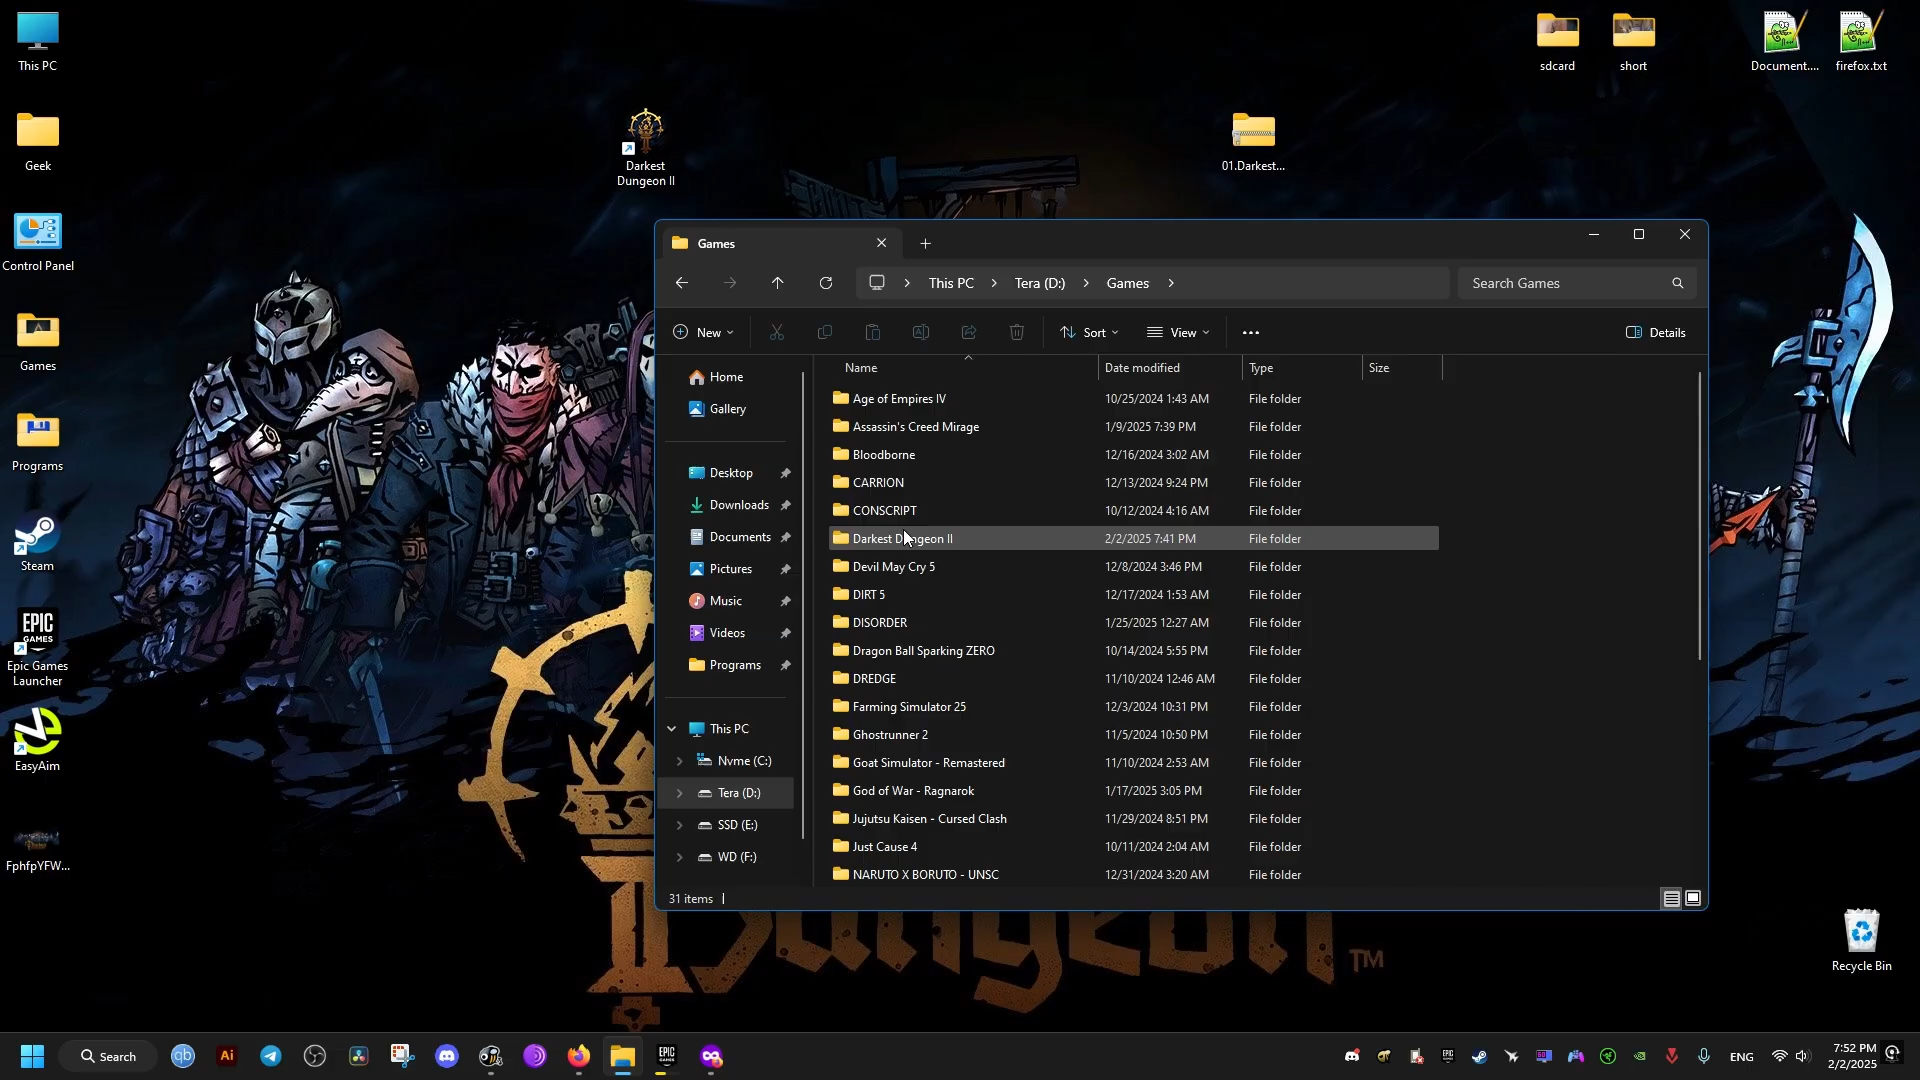 This PC
Geek
Control Panel
Games
Programs
Steam
EPIC
GAMES
Epic Games
Launcher
EasyAim
FphfpYFW...
Darkest
Dungeon II
01.Darkest...
sdcard
short
Document....
firefox.txt
Recycle Bin
Games
This PC
Tera (D:)
Games
Search Games
New
Sort
View
Details
Home
Gallery
Desktop
Downloads
Documents
Pictures
Music
Videos
Programs
This PC
Nvme (C:)
Tera (D:)
SSD (E:)
WD (F:)
Name Date modified Type Size
Age of Empires IV 10/25/2024 1:43 AM File folder
Assassin's Creed Mirage 1/9/2025 7:39 PM File folder
Bloodborne 12/16/2024 3:02 AM File folder
CARRION 12/13/2024 9:24 PM File folder
CONSCRIPT 10/12/2024 4:16 AM File folder
Darkest Dungeon II 2/2/2025 7:41 PM File folder
Devil May Cry 5 12/8/2024 3:46 PM File folder
DIRT 5 12/17/2024 1:53 AM File folder
DISORDER 1/25/2025 12:27 AM File folder
Dragon Ball Sparking ZERO 10/14/2024 5:55 PM File folder
DREDGE 11/10/2024 12:46 AM File folder
Farming Simulator 25 12/3/2024 10:31 PM File folder
Ghostrunner 2 11/5/2024 10:50 PM File folder
Goat Simulator - Remastered 11/10/2024 2:53 AM File folder
God of War - Ragnarok 1/17/2025 3:05 PM File folder
Jujutsu Kaisen - Cursed Clash 11/29/2024 8:51 PM File folder
Just Cause 4 10/11/2024 2:04 AM File folder
NARUTO X BORUTO - UNSC 12/31/2024 3:20 AM File folder
31 items
Dungeon™
Search
qb
Ai
EPIC
GAMES
ENG
7:52 PM
2/2/2025